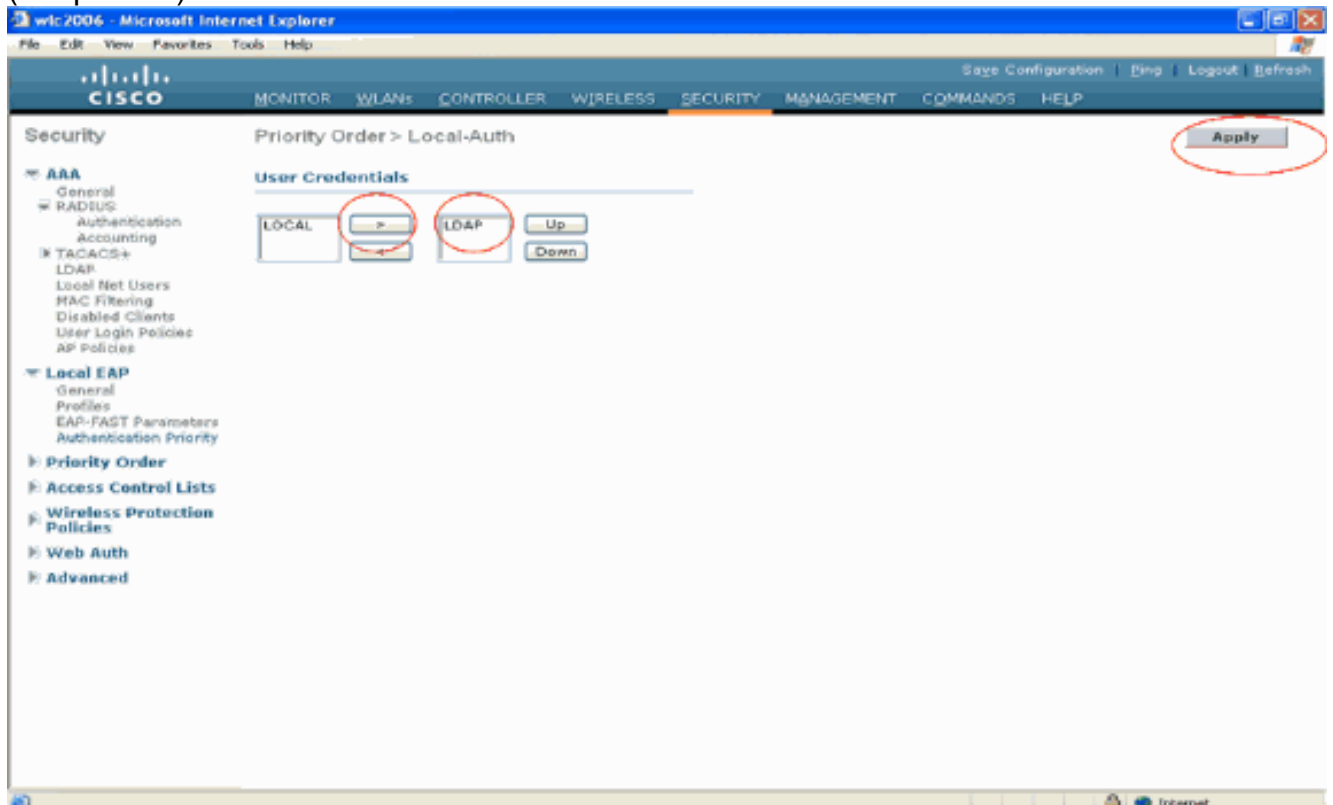 wlc2006 - Microsoft Internet Explorer
File Edit View Favorites Tools Help
Save Configuration | Ping | Logout | Refresh
CISCO
MONITOR WLANs CONTROLLER WIRELESS SECURITY MANAGEMENT COMMANDS HELP
Security
Priority Order > Local-Auth
Apply
AAA
General
RADIUS
Authentication
Accounting
TACACS+
LDAP
Local Net Users
MAC Filtering
Disabled Clients
User Login Policies
AP Policies
Local EAP
General
Profiles
EAP-FAST Parameters
Authentication Priority
Priority Order
Access Control Lists
Wireless Protection
Policies
Web Auth
Advanced
User Credentials
LOCAL > LDAP Up
< Down
Internet